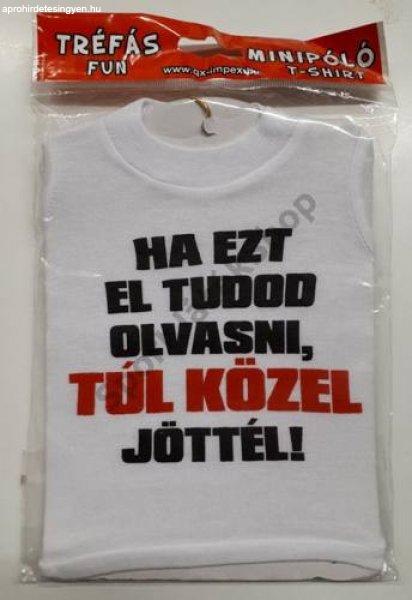 aprohirdetesingyen.hu
TRÉFÁS
FUN
MINIPÓLÓ
T-SHIRT
HA EZT
EL TUDOD
OLVASNI,
TÚL KÖZEL
JÖTTÉL!